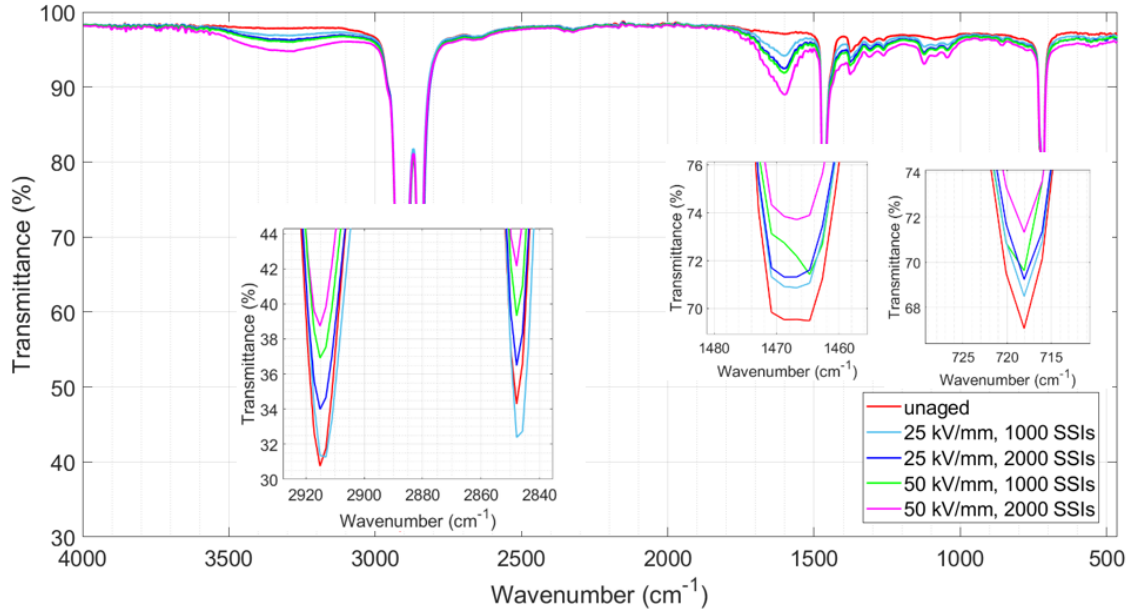 100
90
80
70
60
50
40
30
Transmittance (%)
4000 3500 3000 2500 2000 1500 1000 500
Wavenumber (cm⁻¹)
44
42
40
38
36
34
32
30
Transmittance (%)
2920 2900 2880 2860 2840
Wavenumber (cm⁻¹)
76
74
72
70
Transmittance (%)
1480 1470 1460
Wavenumber (cm⁻¹)
74
72
70
68
Transmittance (%)
725 720 715
Wavenumber (cm⁻¹)
unaged
25 kV/mm, 1000 SSIs
25 kV/mm, 2000 SSIs
50 kV/mm, 1000 SSIs
50 kV/mm, 2000 SSIs